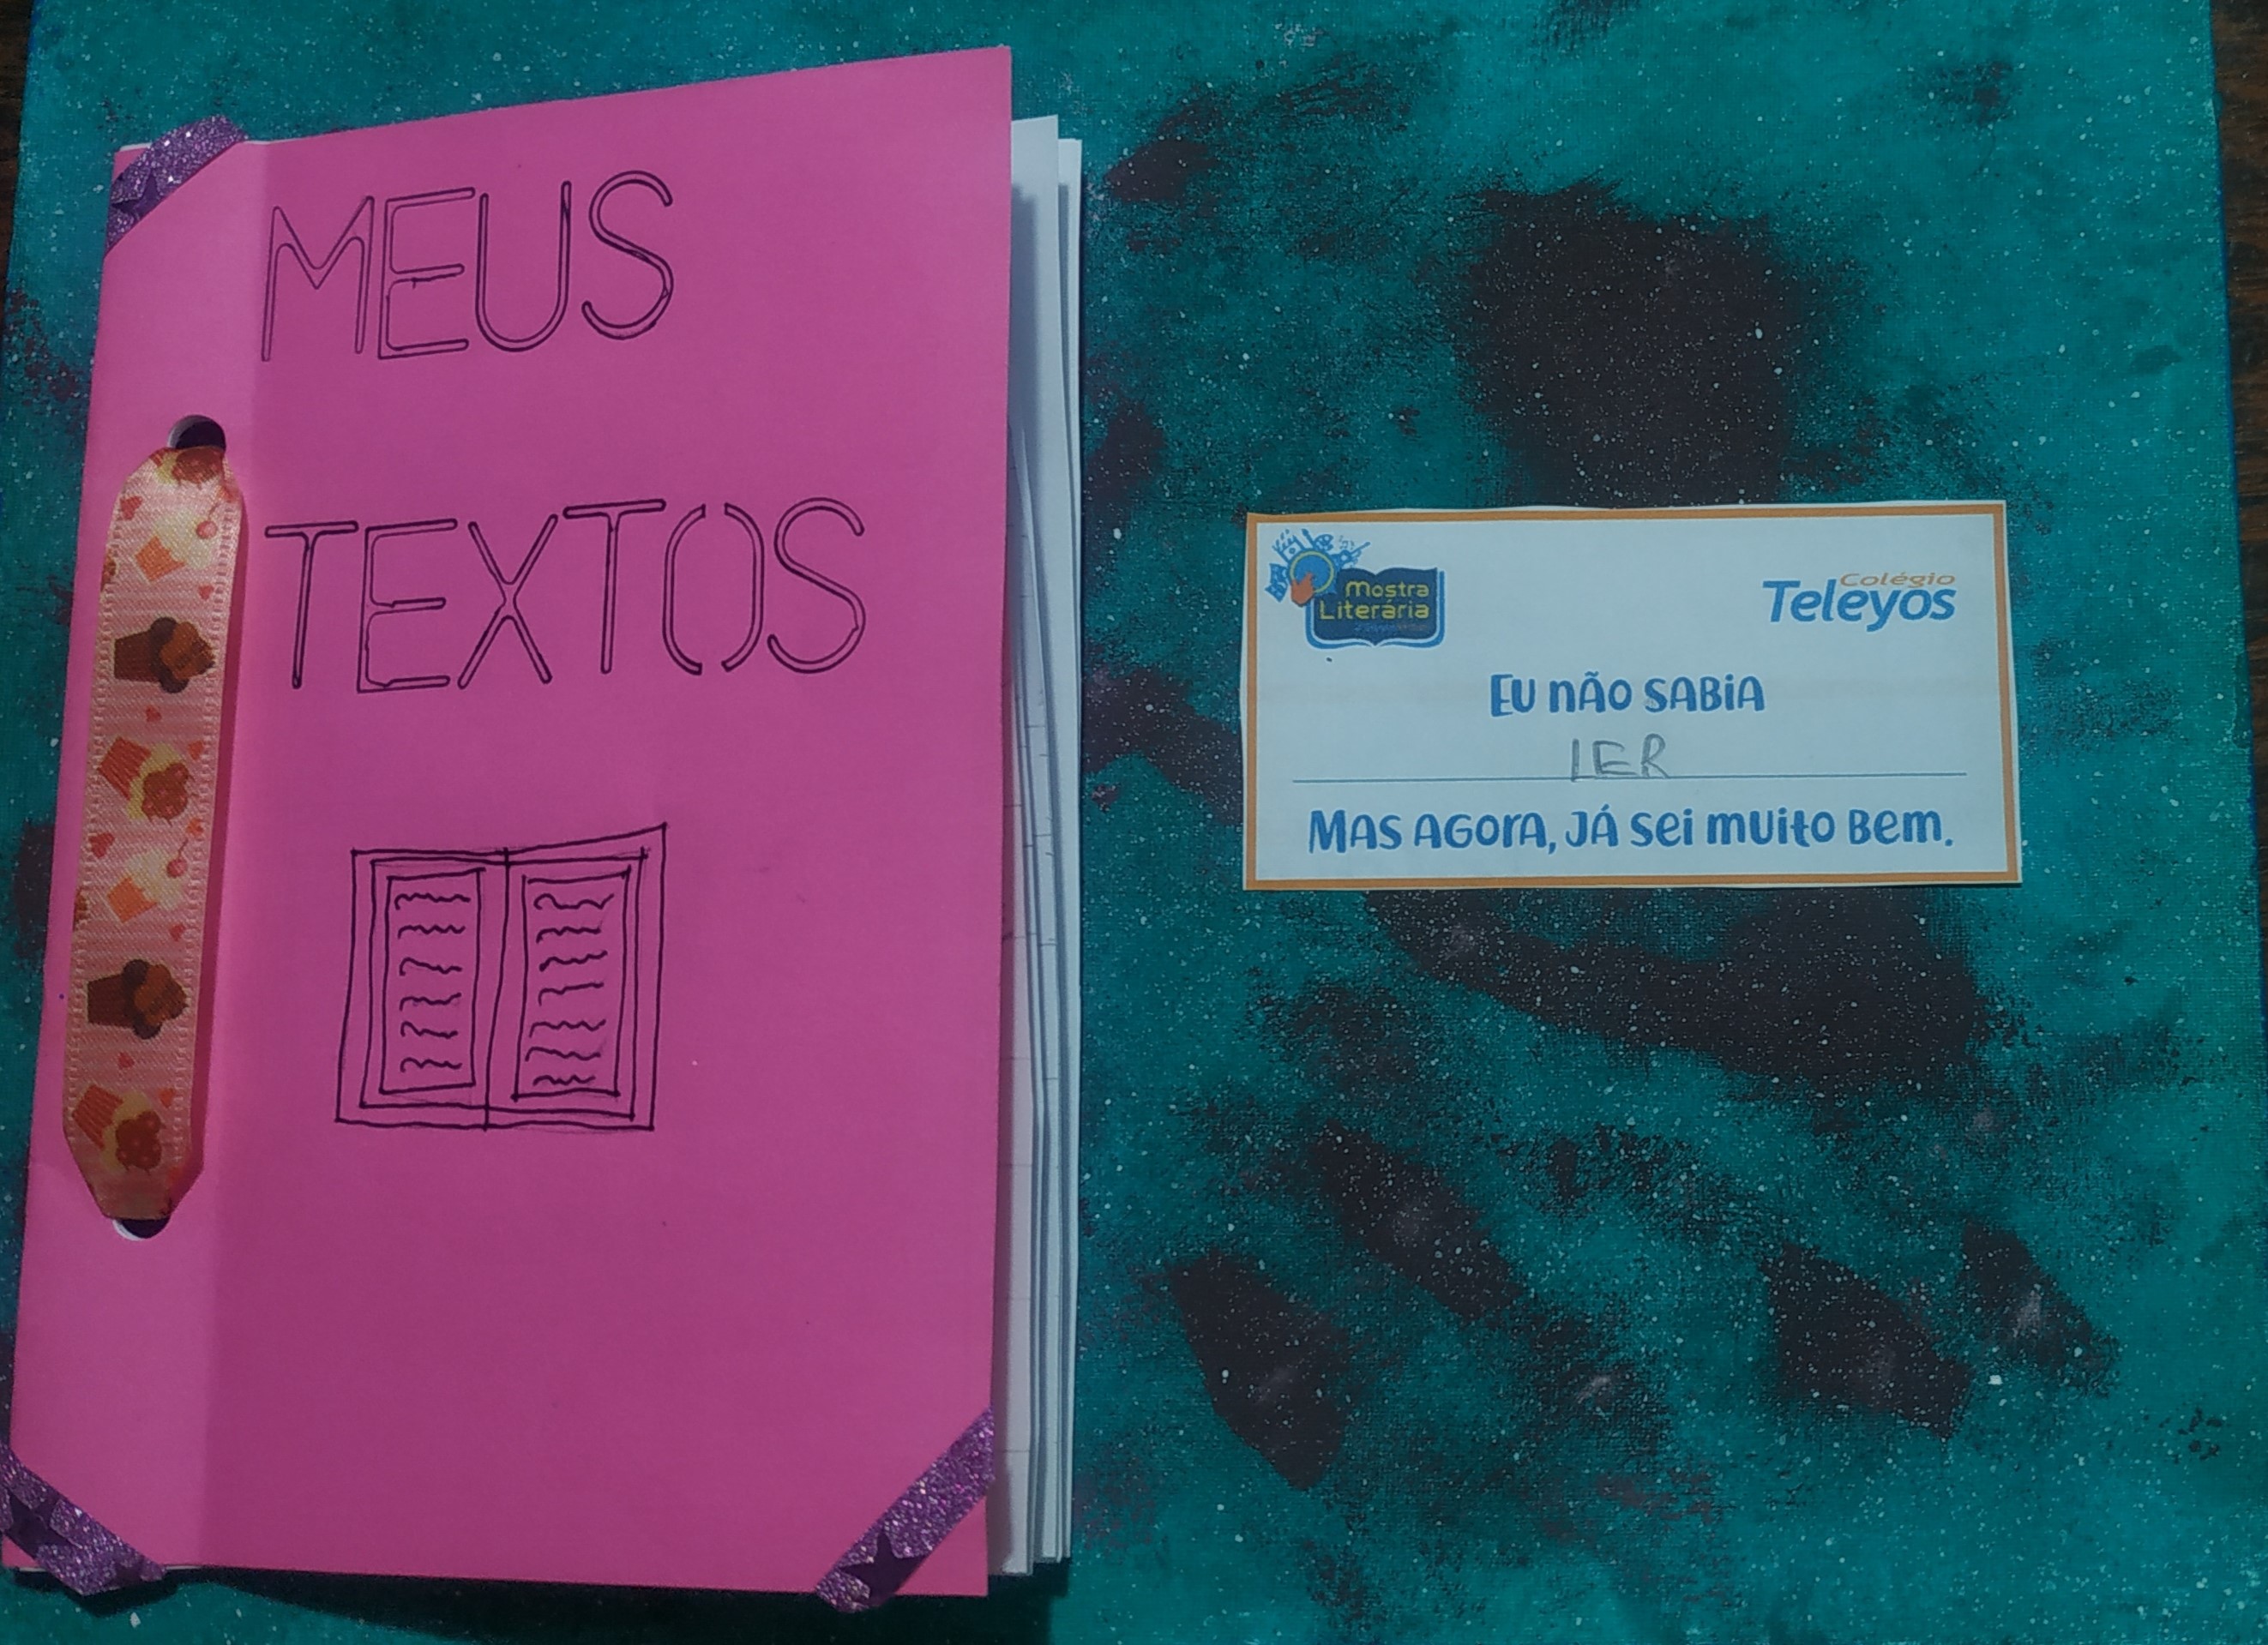 MEUS
TEXTOS
Mostra
Literária
Colégio
Teleyos
EU NÃO SABIA
LER
MAS AGORA, JÁ SEI MUITO BEM.